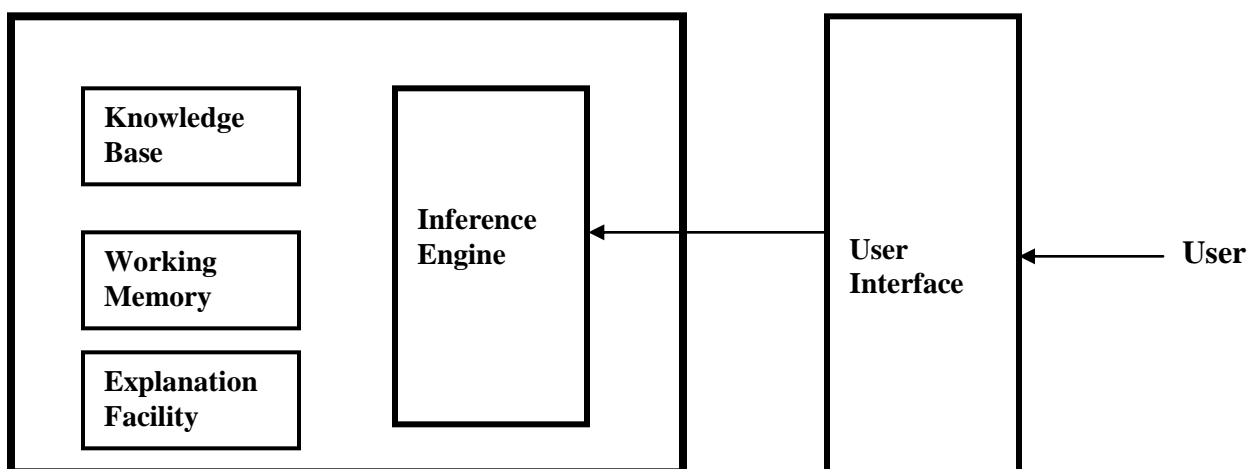 Knowledge
Base
Working
Memory
Explanation
Facility
Inference
Engine
User
Interface
User